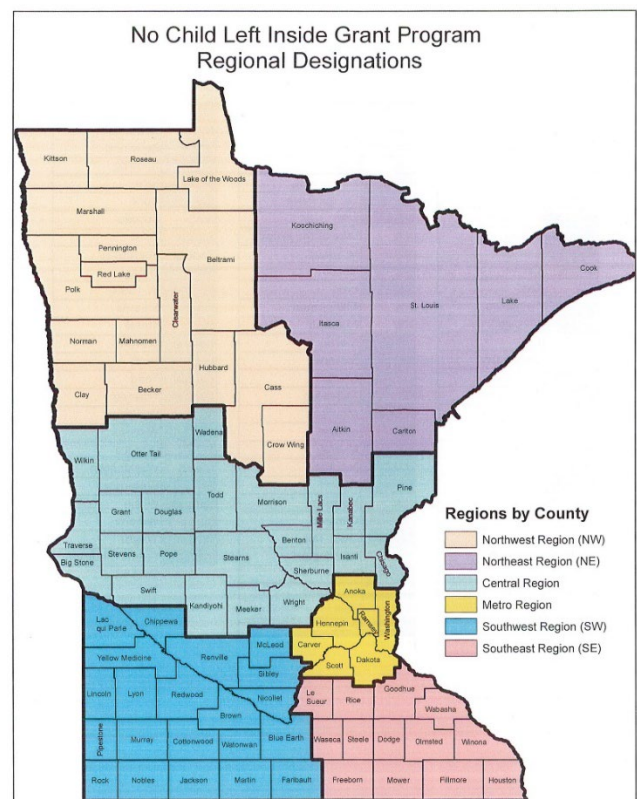 No Child Left Inside Grant Program
Regional Designations
Kittson
Roseau
Lake of the Woods
Marshall
Koochiching
Pennington
Beltrami
Red Lake
Polk
Clearwater
Cook
Lake
St. Louis
Itasca
Norman
Mahnomen
Hubbard
Cass
Clay
Becker
Aitkin
Carlton
Crow Wing
Wadena
Wilkin
Otter Tail
Pine
Todd
Morrison
Mille Lacs
Kanabec
Grant
Douglas
Benton
Traverse
Stevens
Pope
Stearns
Isanti
Chisago
Big Stone
Sherburne
Swift
Kandiyohi
Meeker
Wright
Anoka
Washington
Hennepin
Ramsey
Carver
Scott
Dakota
Lac
qui Parle
Chippewa
McLeod
Renville
Yellow Medicine
Sibley
Lincoln
Lyon
Redwood
Nicollet
Brown
Le
Sueur
Rice
Goodhue
Wabasha
Pipestone
Murray
Cottonwood
Watonwan
Blue Earth
Waseca
Steele
Dodge
Olmsted
Winona
Rock
Nobles
Jackson
Martin
Faribault
Freeborn
Mower
Fillmore
Houston
Regions by County
Northwest Region (NW)
Northeast Region (NE)
Central Region
Metro Region
Southwest Region (SW)
Southeast Region (SE)